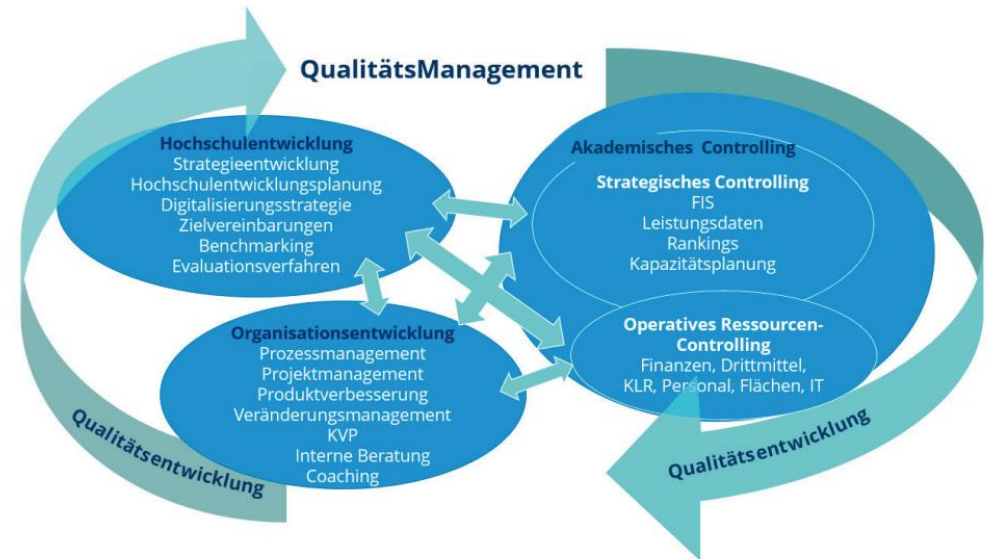 QualitätsManagement
Hochschulentwicklung
Strategieentwicklung
Hochschulentwicklungsplanung
Digitalisierungsstrategie
Zielvereinbarungen
Benchmarking
Evaluationsverfahren
Akademisches Controlling
Strategisches Controlling
FIS
Leistungsdaten
Rankings
Kapazitätsplanung
Organisationsentwicklung
Prozessmanagement
Projektmanagement
Produktverbesserung
Veränderungsmanagement
KVP
Interne Beratung
Coaching
Operatives Ressourcen-
Controlling
Finanzen, Drittmittel,
KLR, Personal, Flächen, IT
Qualitätsentwicklung
Qualitätsentwicklung